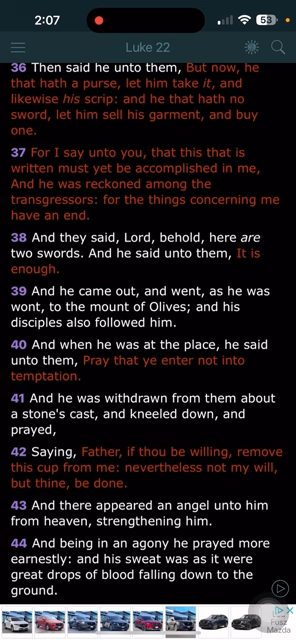 2:07
53
Luke 22
36 Then said he unto them, But now, he
that hath a purse, let him take it, and
likewise his scrip: and he that hath no
sword, let him sell his garment, and buy
one.
37 For I say unto you, that this that is
written must yet be accomplished in me,
And he was reckoned among the
transgressors: for the things concerning me
have an end.
38 And they said, Lord, behold, here are
two swords. And he said unto them, It is
enough.
39 And he came out, and went, as he was
wont, to the mount of Olives; and his
disciples also followed him.
40 And when he was at the place, he said
unto them, Pray that ye enter not into
temptation.
41 And he was withdrawn from them about
a stone's cast, and kneeled down, and
prayed,
42 Saying, Father, if thou be willing, remove
this cup from me: nevertheless not my will,
but thine, be done.
43 And there appeared an angel unto him
from heaven, strengthening him.
44 And being in an agony he prayed more
earnestly: and his sweat was as it were
great drops of blood falling down to the
ground.
Fusz
Mazda